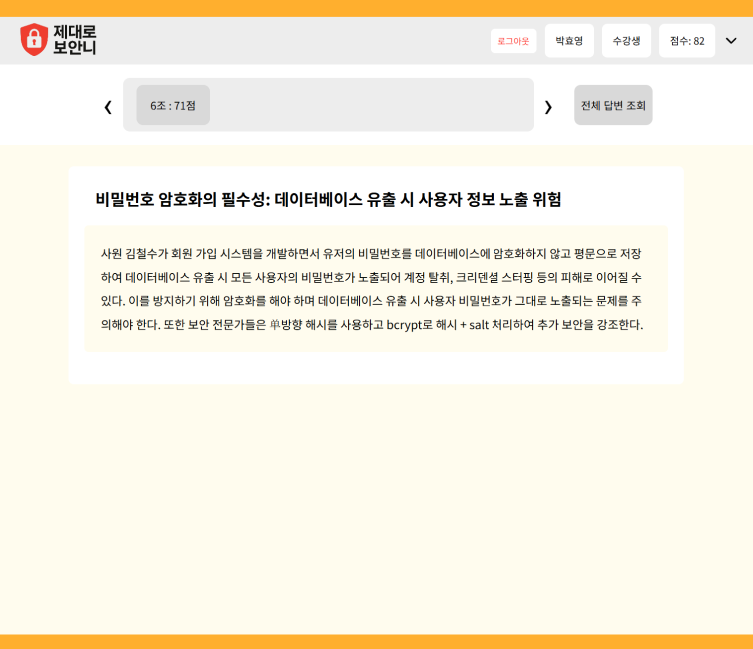 제대로
보안니
로그아웃
박효영
수강생
점수: 82
6조 : 71점
전체 답변 조회
비밀번호 암호화의 필수성: 데이터베이스 유출 시 사용자 정보 노출 위험
사원 김철수가 회원 가입 시스템을 개발하면서 유저의 비밀번호를 데이터베이스에 암호화하지 않고 평문으로 저장
하여 데이터베이스 유출 시 모든 사용자의 비밀번호가 노출되어 계정 탈취, 크리덴셜 스터핑 등의 피해로 이어질 수
있다. 이를 방지하기 위해 암호화를 해야 하며 데이터베이스 유출 시 사용자 비밀번호가 그대로 노출되는 문제를 주
의해야 한다. 또한 보안 전문가들은 单방향 해시를 사용하고 bcrypt로 해시 + salt 처리하여 추가 보안을 강조한다.